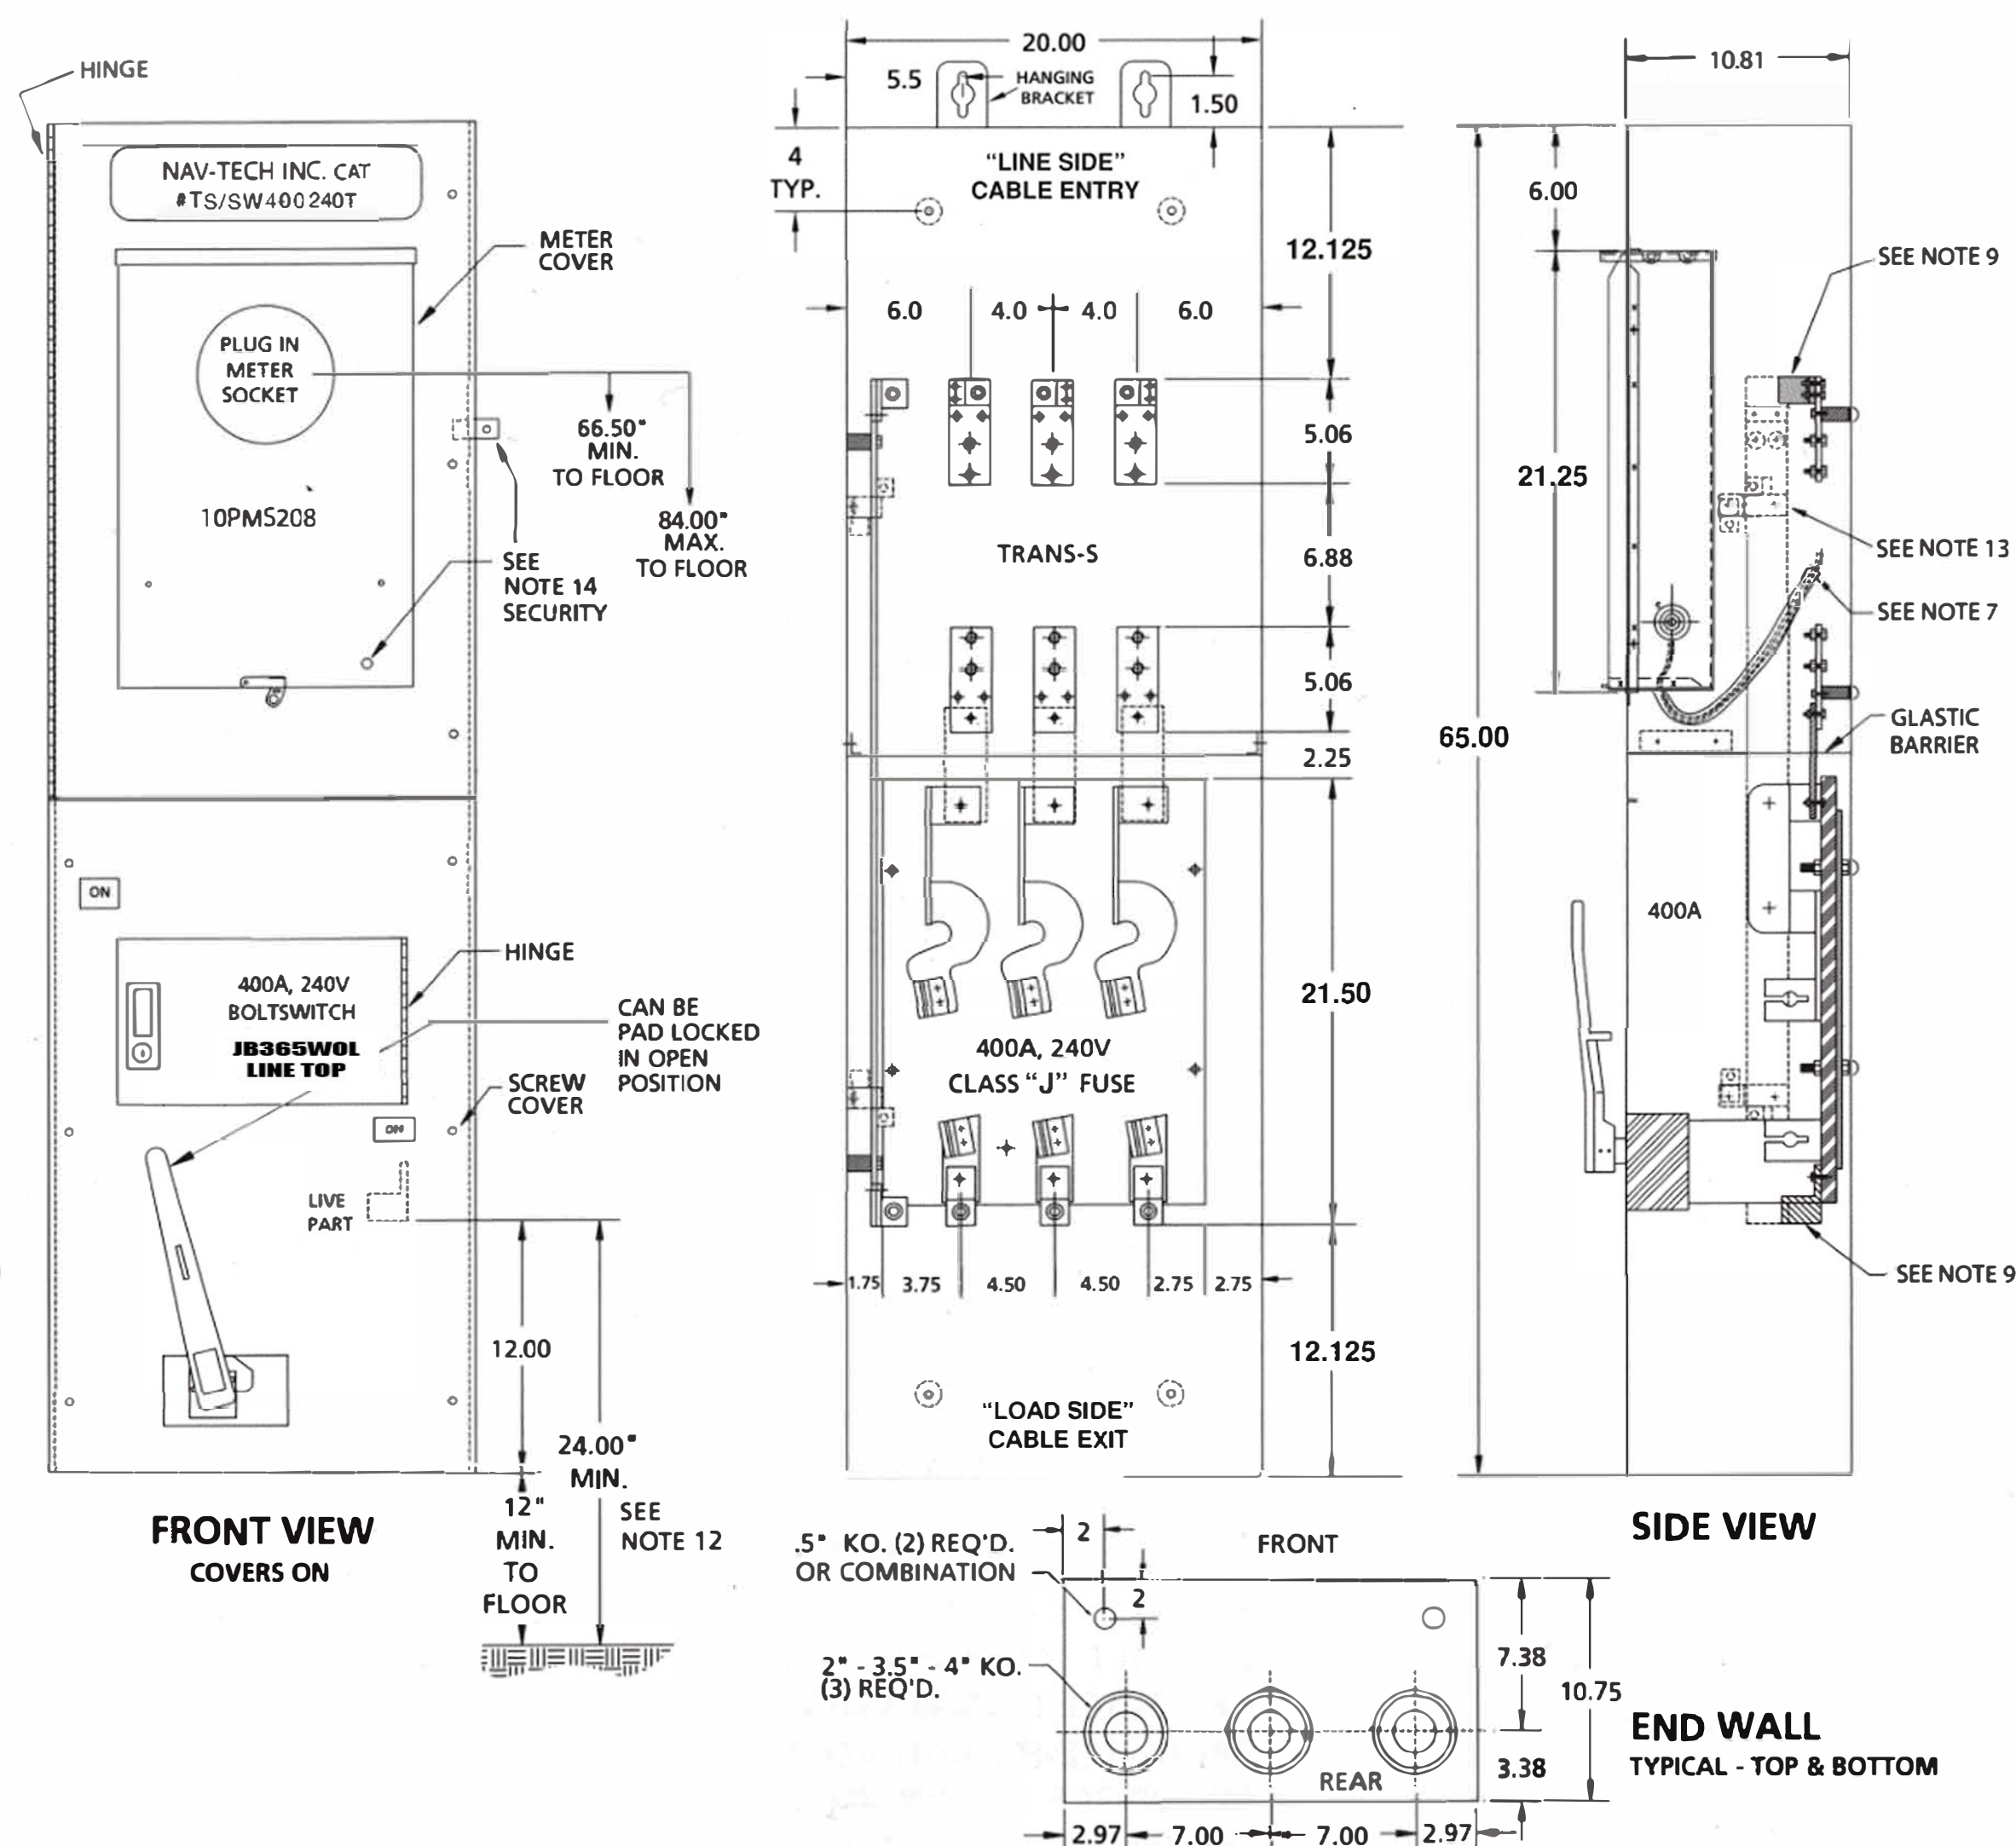 HINGE
NAV-TECH INC. CAT
#TS/SW400240T
METER
COVER
PLUG IN
METER
SOCKET
66.50"
MIN.
TO FLOOR
84.00"
MAX.
TO FLOOR
10PMS208
SEE
NOTE 14
SECURITY
ON
HINGE
400A, 240V
BOLTSWITCH
JB365WOL
LINE TOP
CAN BE
PAD LOCKED
IN OPEN
POSITION
SCREW
COVER
LIVE
PART
12.00
24.00"
MIN.
SEE
NOTE 12
12"
MIN.
TO
FLOOR
FRONT VIEW
COVERS ON
20.00
5.5
HANGING
BRACKET
1.50
4
TYP.
"LINE SIDE"
CABLE ENTRY
12.125
6.0 4.0 4.0 6.0
5.06
TRANS-S
6.88
5.06
2.25
21.50
400A, 240V
CLASS "J" FUSE
1.75 3.75 4.50 4.50 2.75 2.75
12.125
"LOAD SIDE"
CABLE EXIT
10.81
6.00
SEE NOTE 9
21.25
SEE NOTE 13
SEE NOTE 7
GLASTIC
BARRIER
65.00
400A
SEE NOTE 9
SIDE VIEW
.5" KO. (2) REQ'D.
OR COMBINATION
2
FRONT
2
2" - 3.5" - 4" KO.
(3) REQ'D.
7.38
10.75
3.38
REAR
2.97 7.00 7.00 2.97
END WALL
TYPICAL - TOP & BOTTOM